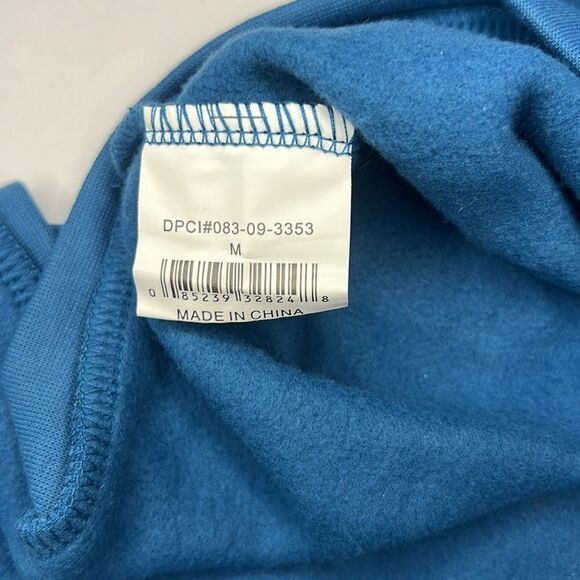 DPCI#083-09-3353
M
0 85239 32824 8
MADE IN CHINA